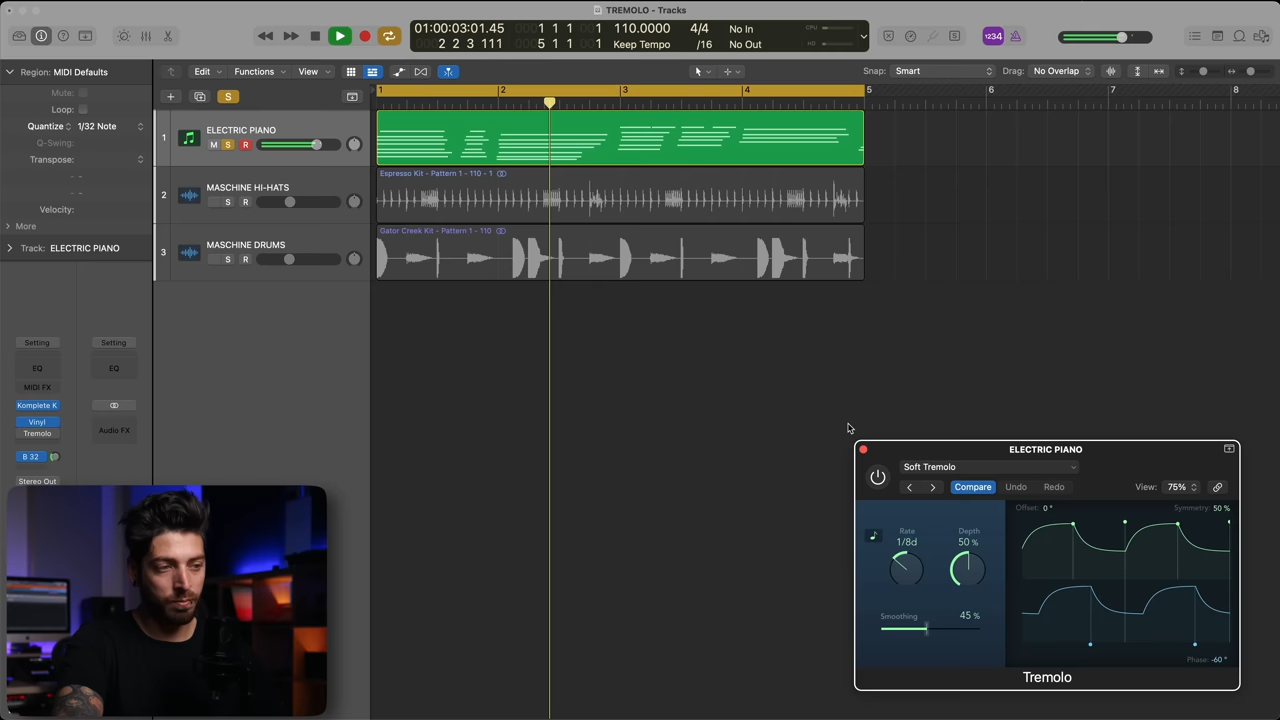 TREMOLO - Tracks
01:00:03:01.45
2 2 3 111
1 1 1
5 1 1
110.0000
Keep Tempo
4/4
/16
No In
No Out
CPU
HD
1234
Region: MIDI Defaults
Edit
Functions
View
Snap: Smart
Drag: No Overlap
Mute:
Loop:
Quantize 1/32 Note
Q-Swing:
Transpose:
Velocity:
More
Track: ELECTRIC PIANO
S
1 2 3 4 5 6 7 8
1
ELECTRIC PIANO
M S R
2
MASCHINE HI-HATS
S R
Espresso Kit - Pattern 1 - 110 - 1
3
MASCHINE DRUMS
S R
Gator Creek Kit - Pattern 1 - 110
Setting
Setting
EQ
EQ
MIDI FX
Komplete K
Vinyl
Tremolo
Audio FX
B 32
Stereo Out
ELECTRIC PIANO
Soft Tremolo
Compare
Undo
Redo
View: 75%
Offset: 0°
Symmetry: 50 %
Rate
1/8d
Depth
50 %
Smoothing
45 %
Phase: -60°
Tremolo